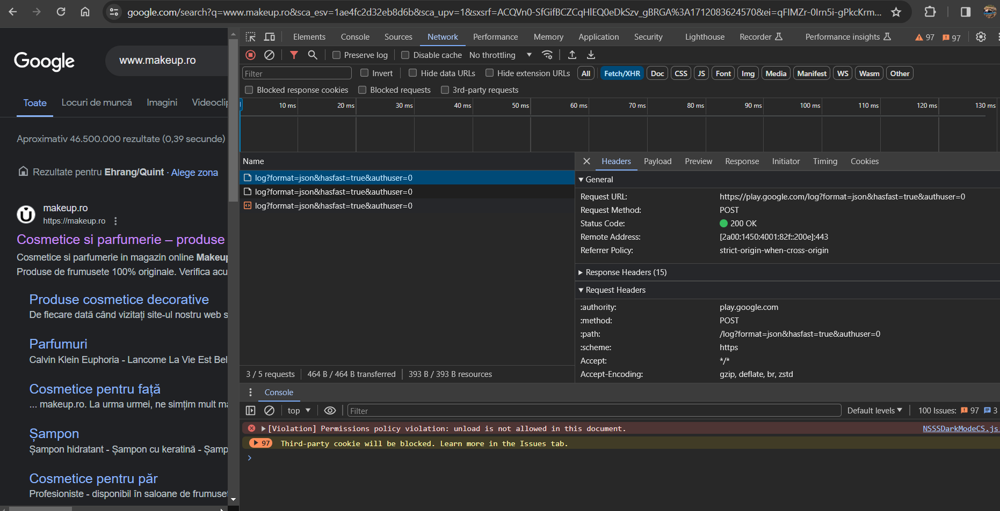 google.com/search?q=www.makeup.ro&sca_esv=1ae4fc2d32eb8d6b&sca_upv=1&sxsrf=ACQVn0-SfGifBCZCqHlEQ0eDkSzv_gBRGA%3A1712083624570&ei=qFIMZr-0Irn5i-gPkcKrm...
Google
www.makeup.ro
Toate Locuri de muncă Imagini Videoclip
Aproximativ 46.500.000 rezultate (0,39 secunde)
Rezultate pentru Ehrang/Quint · Alege zona
makeup.ro
https://makeup.ro
Cosmetice si parfumerie – produse
Cosmetice si parfumerie in magazin online Makeup
Produse de frumusete 100% originale. Verifica acu
Produse cosmetice decorative
De fiecare dată când vizitați site-ul nostru web s
Parfumuri
Calvin Klein Euphoria - Lancome La Vie Est Bel
Cosmetice pentru față
... makeup.ro. La urma urmei, ne simțim mult ma
Șampon
Șampon hidratant - Șampon cu keratină - Șamp
Cosmetice pentru păr
Profesioniste - disponibil în saloane de frumuset
Elements Console Sources Network Performance Memory Application Security Lighthouse Recorder Performance insights 97 97
Preserve log Disable cache No throttling
Filter Invert Hide data URLs Hide extension URLs All Fetch/XHR Doc CSS JS Font Img Media Manifest WS Wasm Other
Blocked response cookies Blocked requests 3rd-party requests
10 ms 20 ms 30 ms 40 ms 50 ms 60 ms 70 ms 80 ms 90 ms 100 ms 110 ms 120 ms 130 ms
Name
log?format=json&hasfast=true&authuser=0
log?format=json&hasfast=true&authuser=0
log?format=json&hasfast=true&authuser=0
3 / 5 requests 464 B / 464 B transferred 393 B / 393 B resources
Headers Payload Preview Response Initiator Timing Cookies
General
Request URL: https://play.google.com/log?format=json&hasfast=true&authuser=0
Request Method: POST
Status Code: 200 OK
Remote Address: [2a00:1450:4001:82f::200e]:443
Referrer Policy: strict-origin-when-cross-origin
Response Headers (15)
Request Headers
:authority: play.google.com
:method: POST
:path: /log?format=json&hasfast=true&authuser=0
:scheme: https
Accept: */*
Accept-Encoding: gzip, deflate, br, zstd
Console
top Filter Default levels 100 Issues: 97 3
[Violation] Permissions policy violation: unload is not allowed in this document. NSSSDarkModeCS.js
97 Third-party cookie will be blocked. Learn more in the Issues tab.